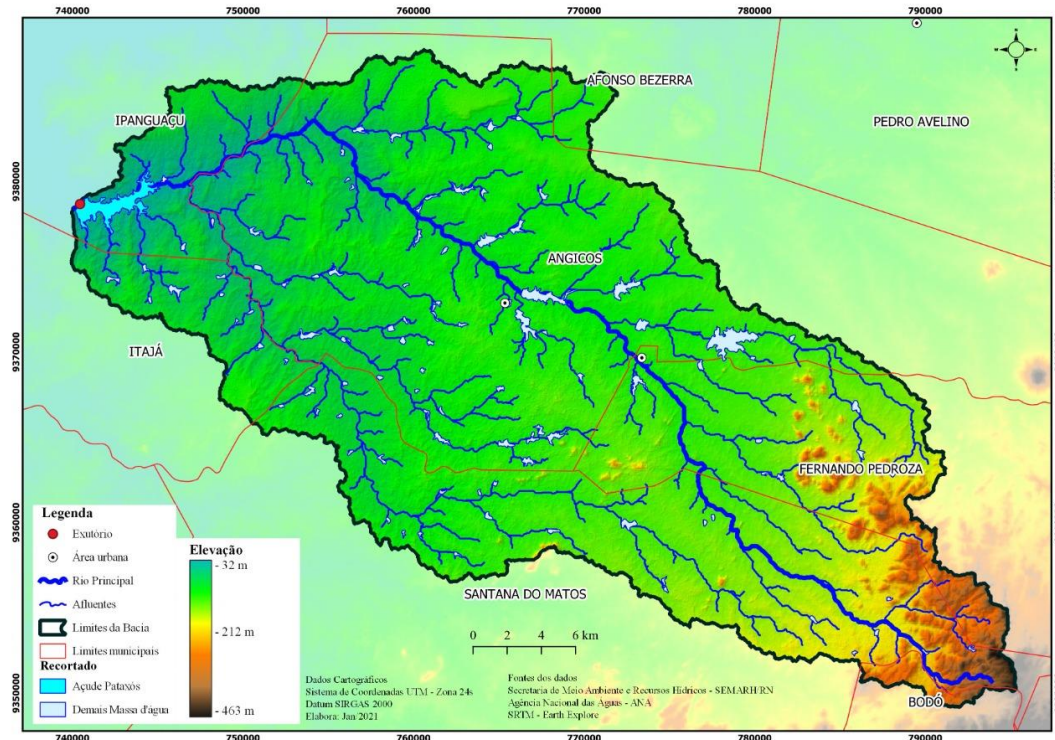 740000 750000 760000 770000 780000 790000
AFONSO BEZERRA
IPANGUAÇU
PEDRO AVELINO
9380000
ANGICOS
ITAJÁ
9370000
FERNANDO PEDROZA
9360000
SANTANA DO MATOS
BODÓ
9350000
Legenda
Exutório
Área urbana
Rio Principal
Afluentes
Limites da Bacia
Limites municipais
Recortado
Açude Pataxós
Demais Massa d'água
Elevação
- 32 m
- 212 m
- 463 m
0 2 4 6 km
Dados Cartográficos
Sistema de Coordenadas UTM - Zona 24s
Datum SIRGAS 2000
Elabora: Jan/2021
Fontes dos dados
Secretaria de Meio Ambiente e Recursos Hídricos - SEMARH/RN
Agência Nacional das Águas - ANA
SRTM - Earth Explore
740000 750000 760000 770000 780000 790000